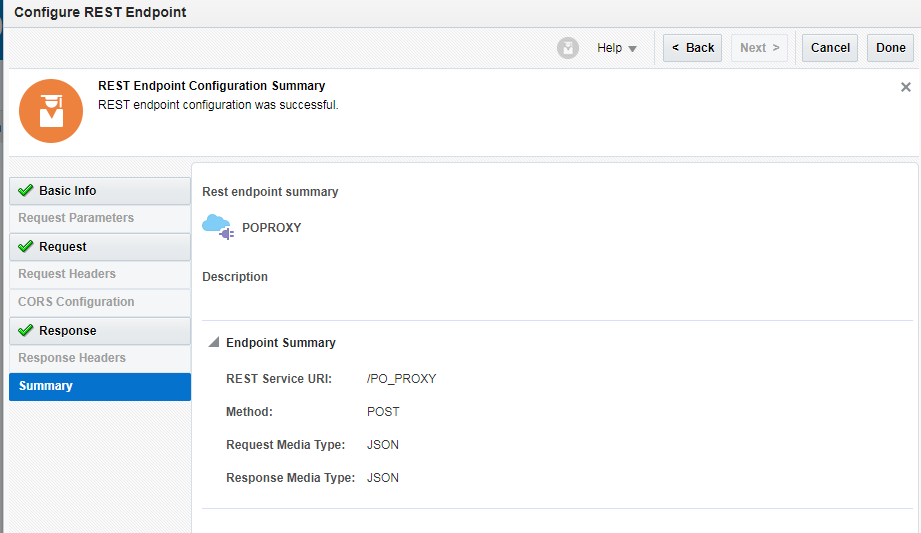 Configure REST Endpoint
Help
< Back
Next >
Cancel
Done
REST Endpoint Configuration Summary
REST endpoint configuration was successful.
Basic Info
Request Parameters
Request
Request Headers
CORS Configuration
Response
Response Headers
Summary
Rest endpoint summary
POPROXY
Description
Endpoint Summary
REST Service URI: /PO_PROXY
Method: POST
Request Media Type: JSON
Response Media Type: JSON